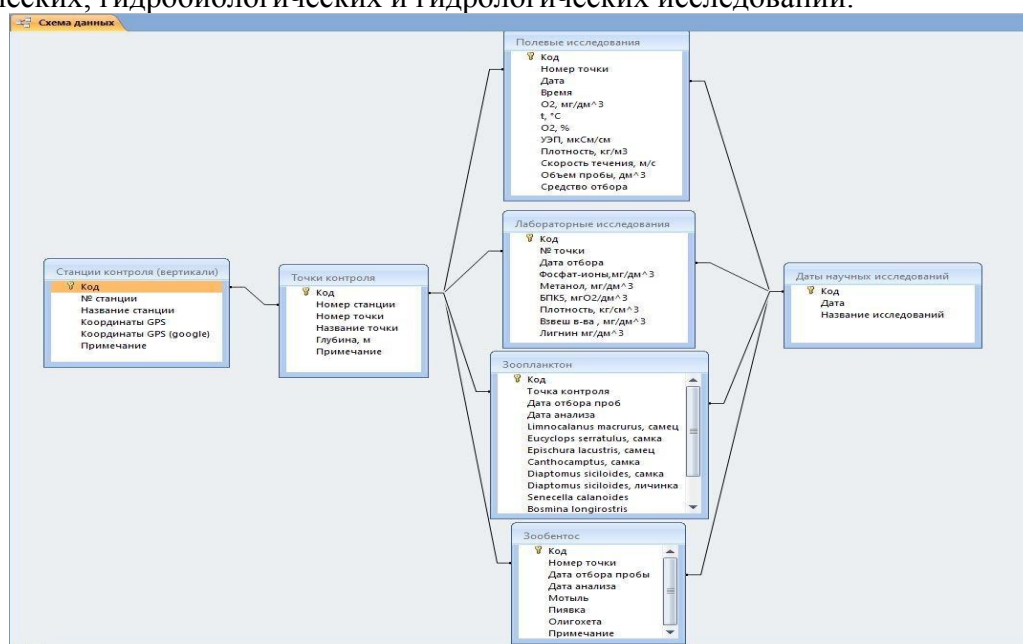 ческих, гидробиологических и гидрологических исследований.
Схема данных
Станции контроля (вертикали)
Код
№ станции
Название станции
Координаты GPS
Координаты GPS (google)
Примечание
Точки контроля
Код
Номер станции
Номер точки
Название точки
Глубина, м
Примечание
Полевые исследования
Код
Номер точки
Дата
Время
O2, мг/дм^3
t, °C
O2, %
УЭП, мкСм/см
Плотность, кг/м3
Скорость течения, м/с
Объем пробы, дм^3
Средство отбора
Лабораторные исследования
Код
№ точки
Дата отбора
Фосфат-ионы,мг/дм^3
Метанол, мг/дм^3
БПК5, мгО2/дм^3
Плотность, кг/см^3
Взвеш в-ва , мг/дм^3
Лигнин мг/дм^3
Зоопланктон
Код
Точка контроля
Дата отбора проб
Дата анализа
Limnocalanus macrurus, самец
Eucyclops serratulus, самка
Epischura lacustris, самец
Canthocamptus, самка
Diaptomus siciloides, самка
Diaptomus siciloides, личинка
Senecella calanoides
Bosmina longirostris
Зообентос
Код
Номер точки
Дата отбора пробы
Дата анализа
Мотыль
Пиявка
Олигохета
Примечание
Даты научных исследований
Код
Дата
Название исследований